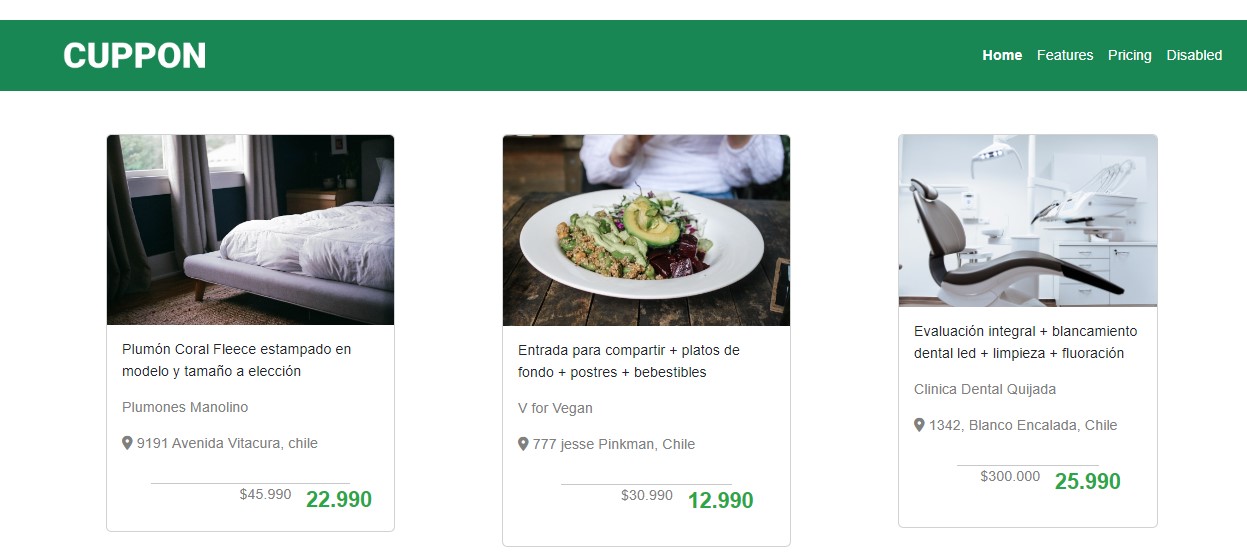 CUPPON
Home Features Pricing Disabled
Plumón Coral Fleece estampado en
modelo y tamaño a elección
Plumones Manolino
9191 Avenida Vitacura, chile
$45.990 22.990
Entrada para compartir + platos de
fondo + postres + bebestibles
V for Vegan
777 jesse Pinkman, Chile
$30.990 12.990
Evaluación integral + blancamiento
dental led + limpieza + fluoración
Clinica Dental Quijada
1342, Blanco Encalada, Chile
$300.000 25.990